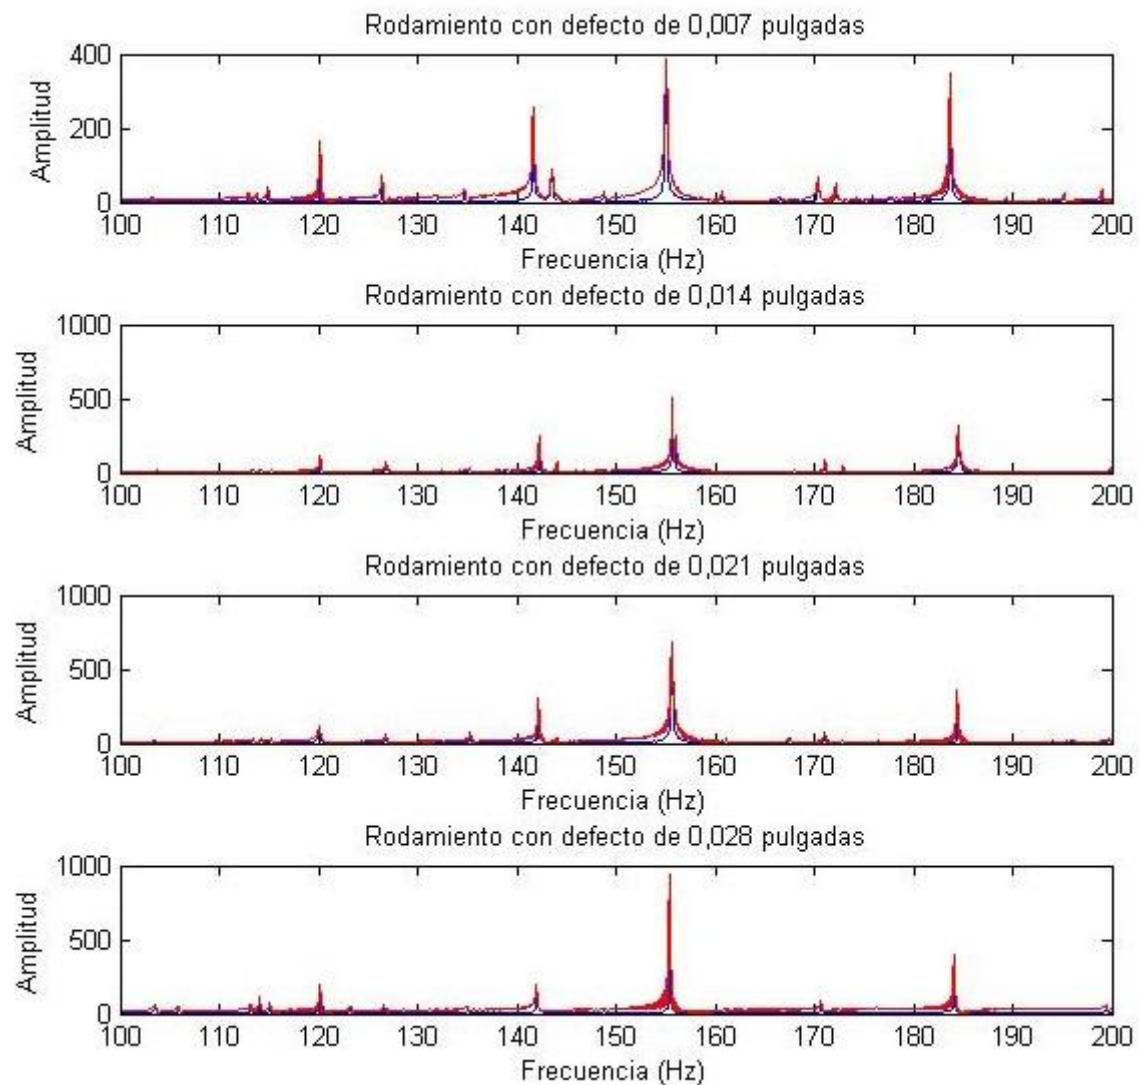 Rodamiento con defecto de 0,007 pulgadas
400
200
0
Amplitud
100 110 120 130 140 150 160 170 180 190 200
Frecuencia (Hz)
Rodamiento con defecto de 0,014 pulgadas
1000
500
0
Amplitud
100 110 120 130 140 150 160 170 180 190 200
Frecuencia (Hz)
Rodamiento con defecto de 0,021 pulgadas
1000
500
0
Amplitud
100 110 120 130 140 150 160 170 180 190 200
Frecuencia (Hz)
Rodamiento con defecto de 0,028 pulgadas
1000
500
0
Amplitud
100 110 120 130 140 150 160 170 180 190 200
Frecuencia (Hz)